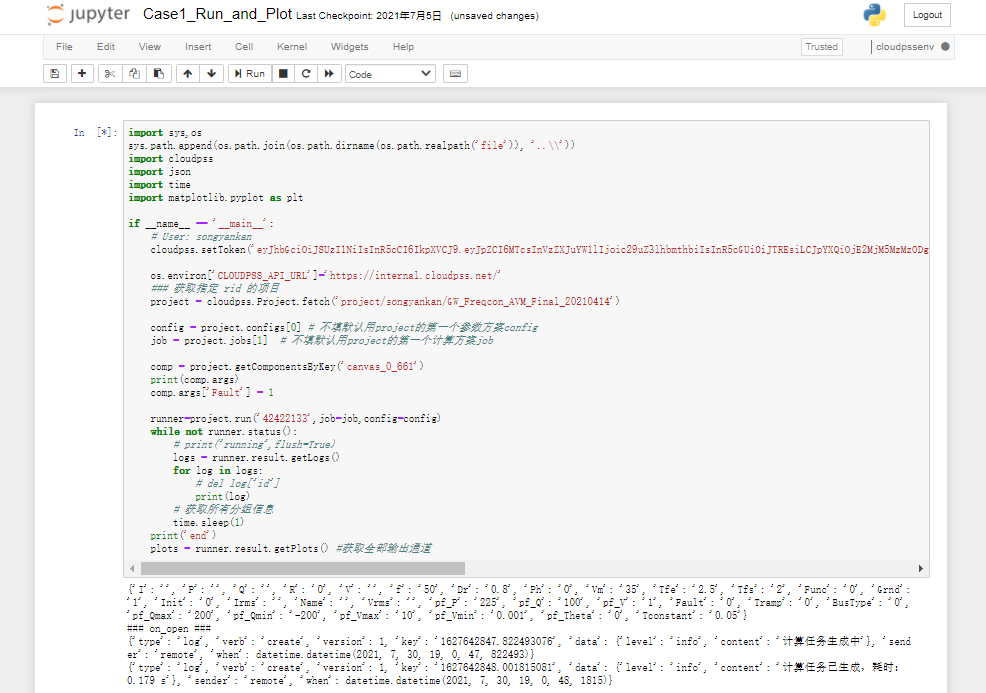 jupyter Case1_Run_and_Plot Last Checkpoint: 2021年7月5日 (unsaved changes) Logout
File Edit View Insert Cell Kernel Widgets Help Trusted cloudpssenv
Run Code
In [*]: import sys,os
sys.path.append(os.path.join(os.path.dirname(os.path.realpath('file')), '..\\'))
import cloudpss
import json
import time
import matplotlib.pyplot as plt
if __name__ == '__main__':
# User: songyankan
cloudpss.setToken('
os.environ['CLOUDPSS_API_URL']='https://internal.cloudpss.net/'
### 获取指定 rid 的项目
project = cloudpss.Project.fetch('project/songyankan/GW_Freqcon_AVM_Final_20210414')
config = project.configs[0] # 不填默认用project的第一个参数方案config
job = project.jobs[1] # 不填默认用project的第一个计算方案job
comp = project.getComponentsByKey('canvas_0_661')
print(comp.args)
comp.args['Fault'] = 1
runner=project.run('42422133',job=job,config=config)
while not runner.status():
# print('running',flush=True)
logs = runner.result.getLogs()
for log in logs:
# del log['id']
print(log)
# 获取所有分组信息
time.sleep(1)
print('end')
plots = runner.result.getPlots() #获取全部输出通道
{'I': '', 'P': '', 'Q': '', 'R': '0', 'V': '', 'f': '50', 'Dr': '0.8', 'Ph': '0', 'Vm': '35', 'Tfe': '2.5', 'Tfs': '2', 'Func': '0', 'Grnd':
'1', 'Init': '0', 'Irms': '', 'Name': '', 'Vrms': '', 'pf_P': '225', 'pf_Q': '100', 'pf_V': '1', 'Fault': '0', 'Tramp': '0', 'BusType': '0',
'pf_Qmax': '200', 'pf_Qmin': '-200', 'pf_Vmax': '10', 'pf_Vmin': '0.001', 'pf_Theta': '0', 'Tconstant': '0.05'}
### on_open ###
{'type': 'log', 'verb': 'create', 'version': 1, 'key': '1627642847.822493076', 'data': {'level': 'info', 'content': '计算任务生成中'}, 'send
er': 'remote', 'when': datetime.datetime(2021, 7, 30, 19, 0, 47, 822493)}
{'type': 'log', 'verb': 'create', 'version': 1, 'key': '1627642848.001815081', 'data': {'level': 'info', 'content': '计算任务已生成，耗时：
0.179 s'}, 'sender': 'remote', 'when': datetime.datetime(2021, 7, 30, 19, 0, 48, 1815)}